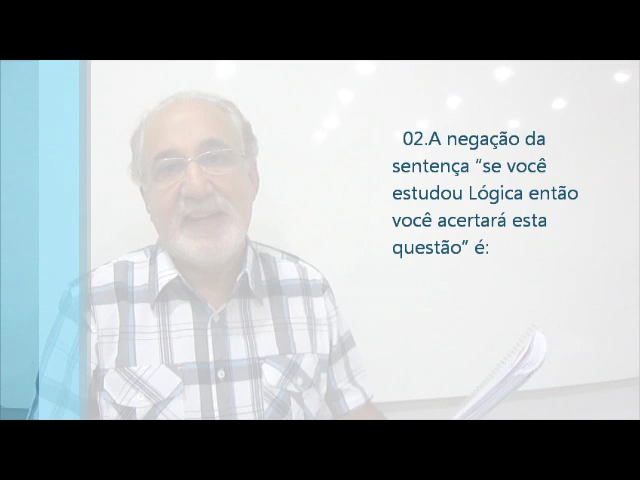 02.A negação da
sentença “se você
estudou Lógica então
você acertará esta
questão” é: